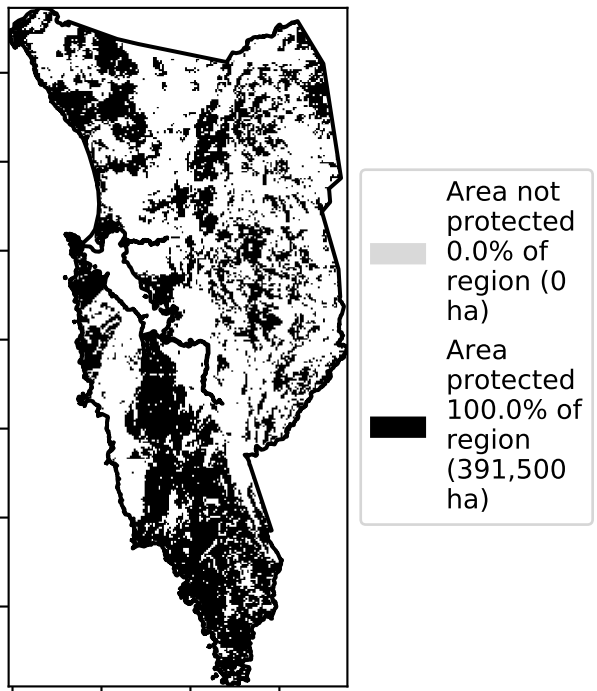 Area not
protected
0.0% of
region (0
ha)
Area
protected
100.0% of
region
(391,500
ha)